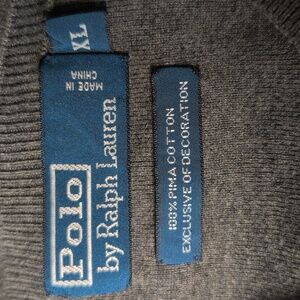 XL
Polo
by Ralph Lauren
MADE IN
CHINA
100% PIMA COTTON
EXCLUSIVE OF DECORATION